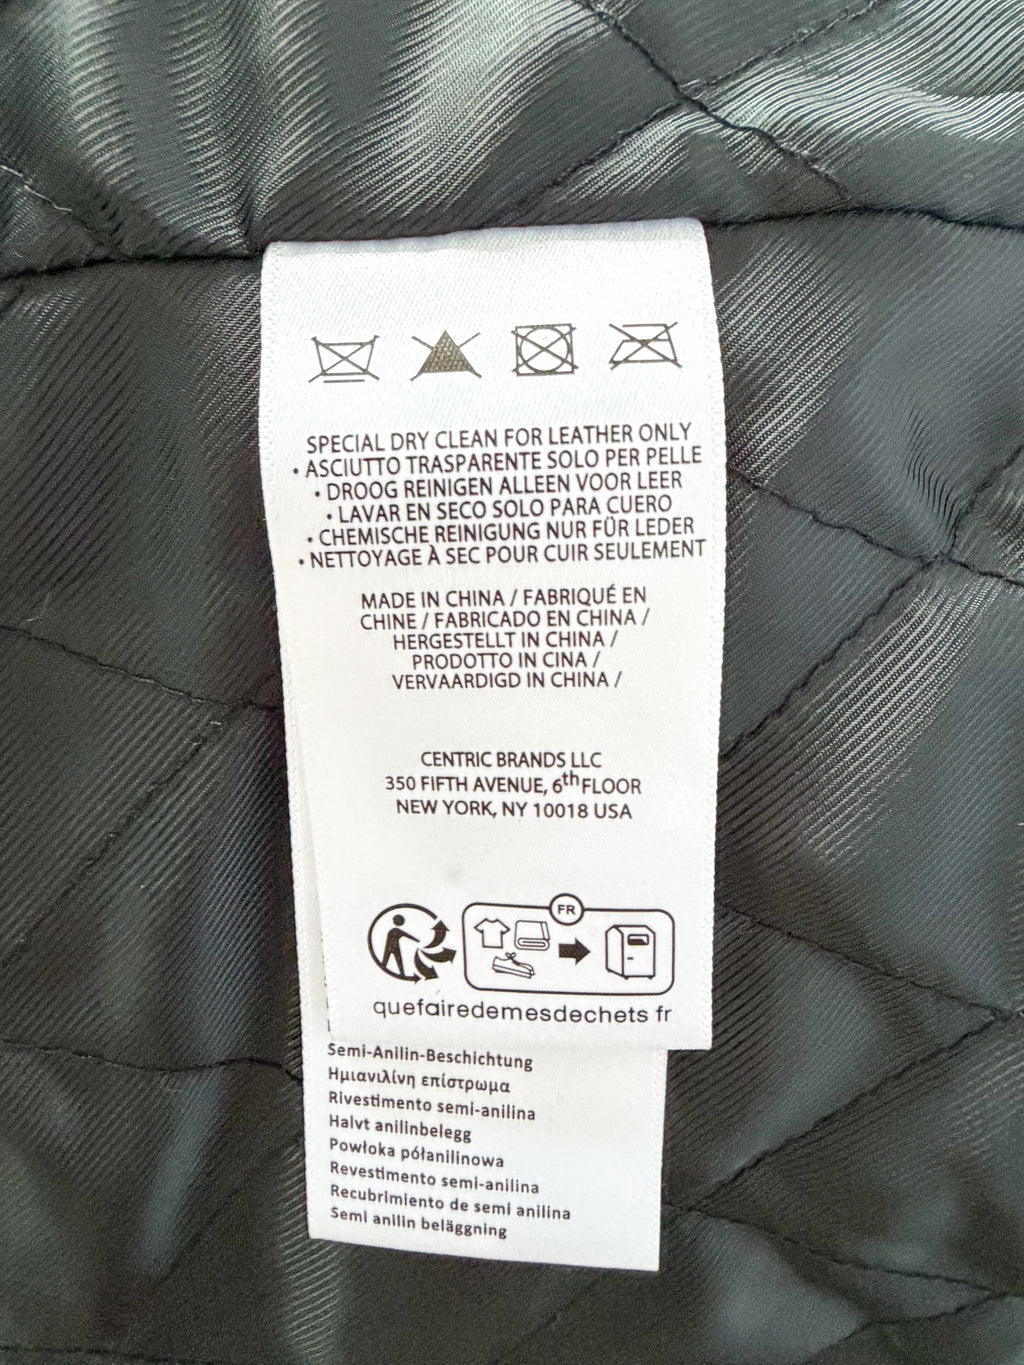 SPECIAL DRY CLEAN FOR LEATHER ONLY
• ASCIUTTO TRASPARENTE SOLO PER PELLE
• DROOG REINIGEN ALLEEN VOOR LEER
• LAVAR EN SECO SOLO PARA CUERO
• CHEMISCHE REINIGUNG NUR FÜR LEDER
• NETTOYAGE À SEC POUR CUIR SEULEMENT
MADE IN CHINA / FABRIQUÉ EN
CHINE / FABRICADO EN CHINA /
HERGESTELLT IN CHINA /
PRODOTTO IN CINA /
VERVAARDIGD IN CHINA /
CENTRIC BRANDS LLC
350 FIFTH AVENUE, 6th FLOOR
NEW YORK, NY 10018 USA
FR
quefairedemesdechets fr
Semi-Anilin-Beschichtung
Ημιανιλίνη επίστρωμα
Rivestimento semi-anilina
Halvt anilinbelegg
Powłoka półanilinowa
Revestimento semi-anilina
Recubrimiento de semi anilina
Semi anilin beläggning